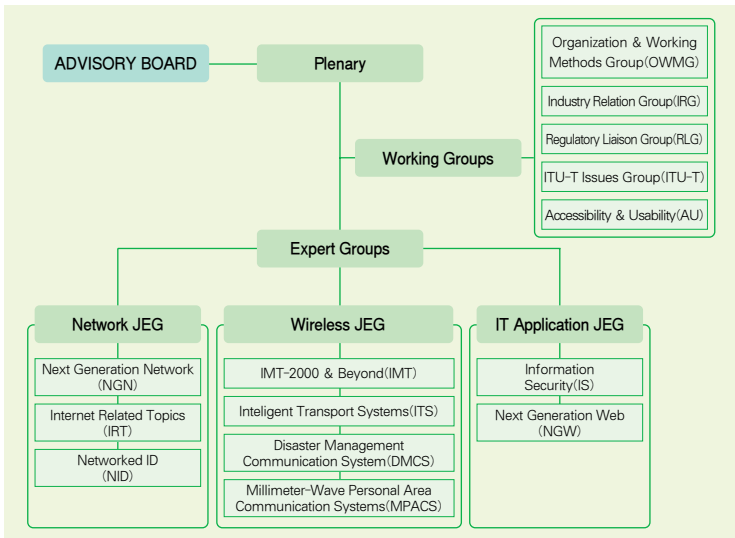 ADVISORY BOARD
Plenary
Organization & Working
Methods Group(OWMG)
Industry Relation Group(IRG)
Regulatory Liaison Group(RLG)
ITU-T Issues Group(ITU-T)
Accessibility & Usability(AU)
Working Groups
Expert Groups
Network JEG
Next Generation Network
(NGN)
Internet Related Topics
(IRT)
Networked ID
(NID)
Wireless JEG
IMT-2000 & Beyond(IMT)
Inteligent Transport Systems(ITS)
Disaster Management
Communication System(DMCS)
Millimeter-Wave Personal Area
Communication Systems(MPACS)
IT Application JEG
Information
Security(IS)
Next Generation Web
(NGW)